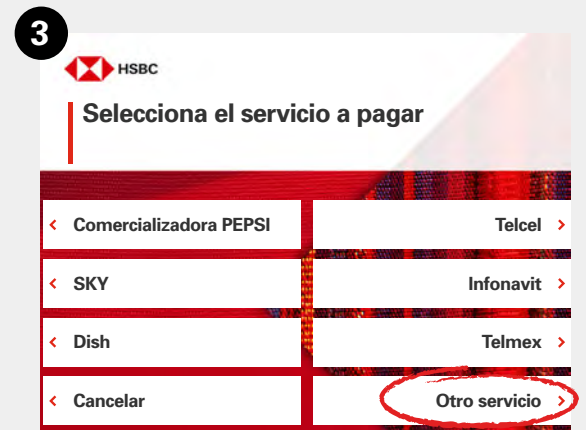 3
HSBC
Selecciona el servicio a pagar
Comercializadora PEPSI
Telcel
SKY
Infonavit
Dish
Telmex
Cancelar
Otro servicio